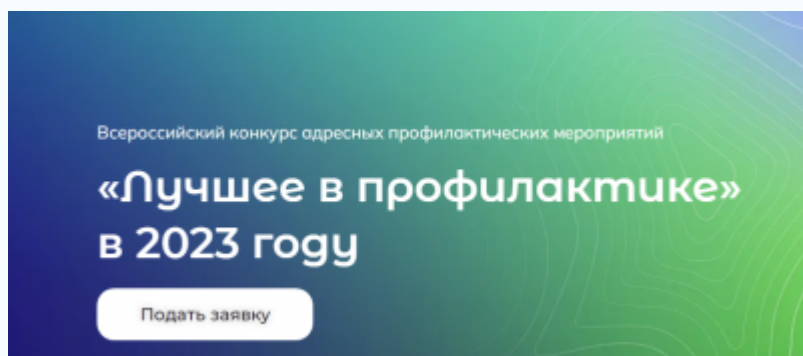 Всероссийский конкурс адресных профилактических мероприятий
«Лучшее в профилактике»
в 2023 году
Подать заявку